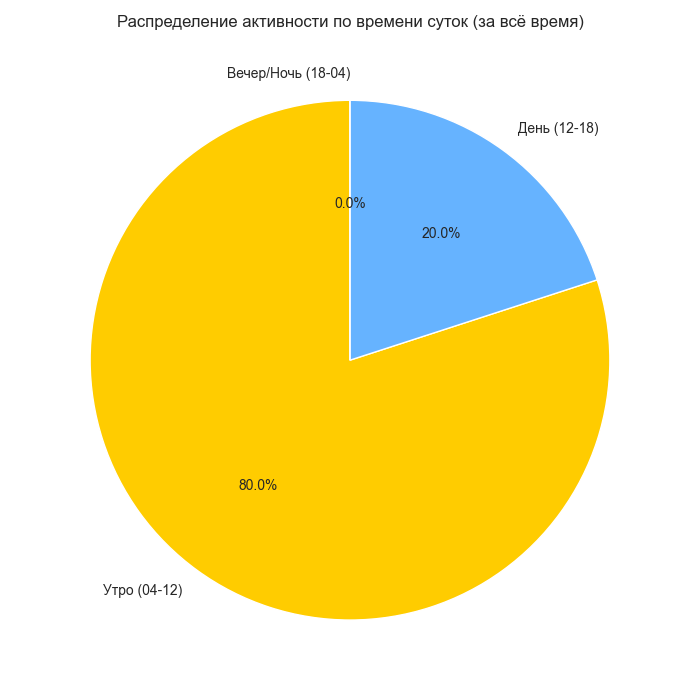 Распределение активности по времени суток (за всё время)
Вечер/Ночь (18-04)
День (12-18)
0.0%
20.0%
80.0%
Утро (04-12)